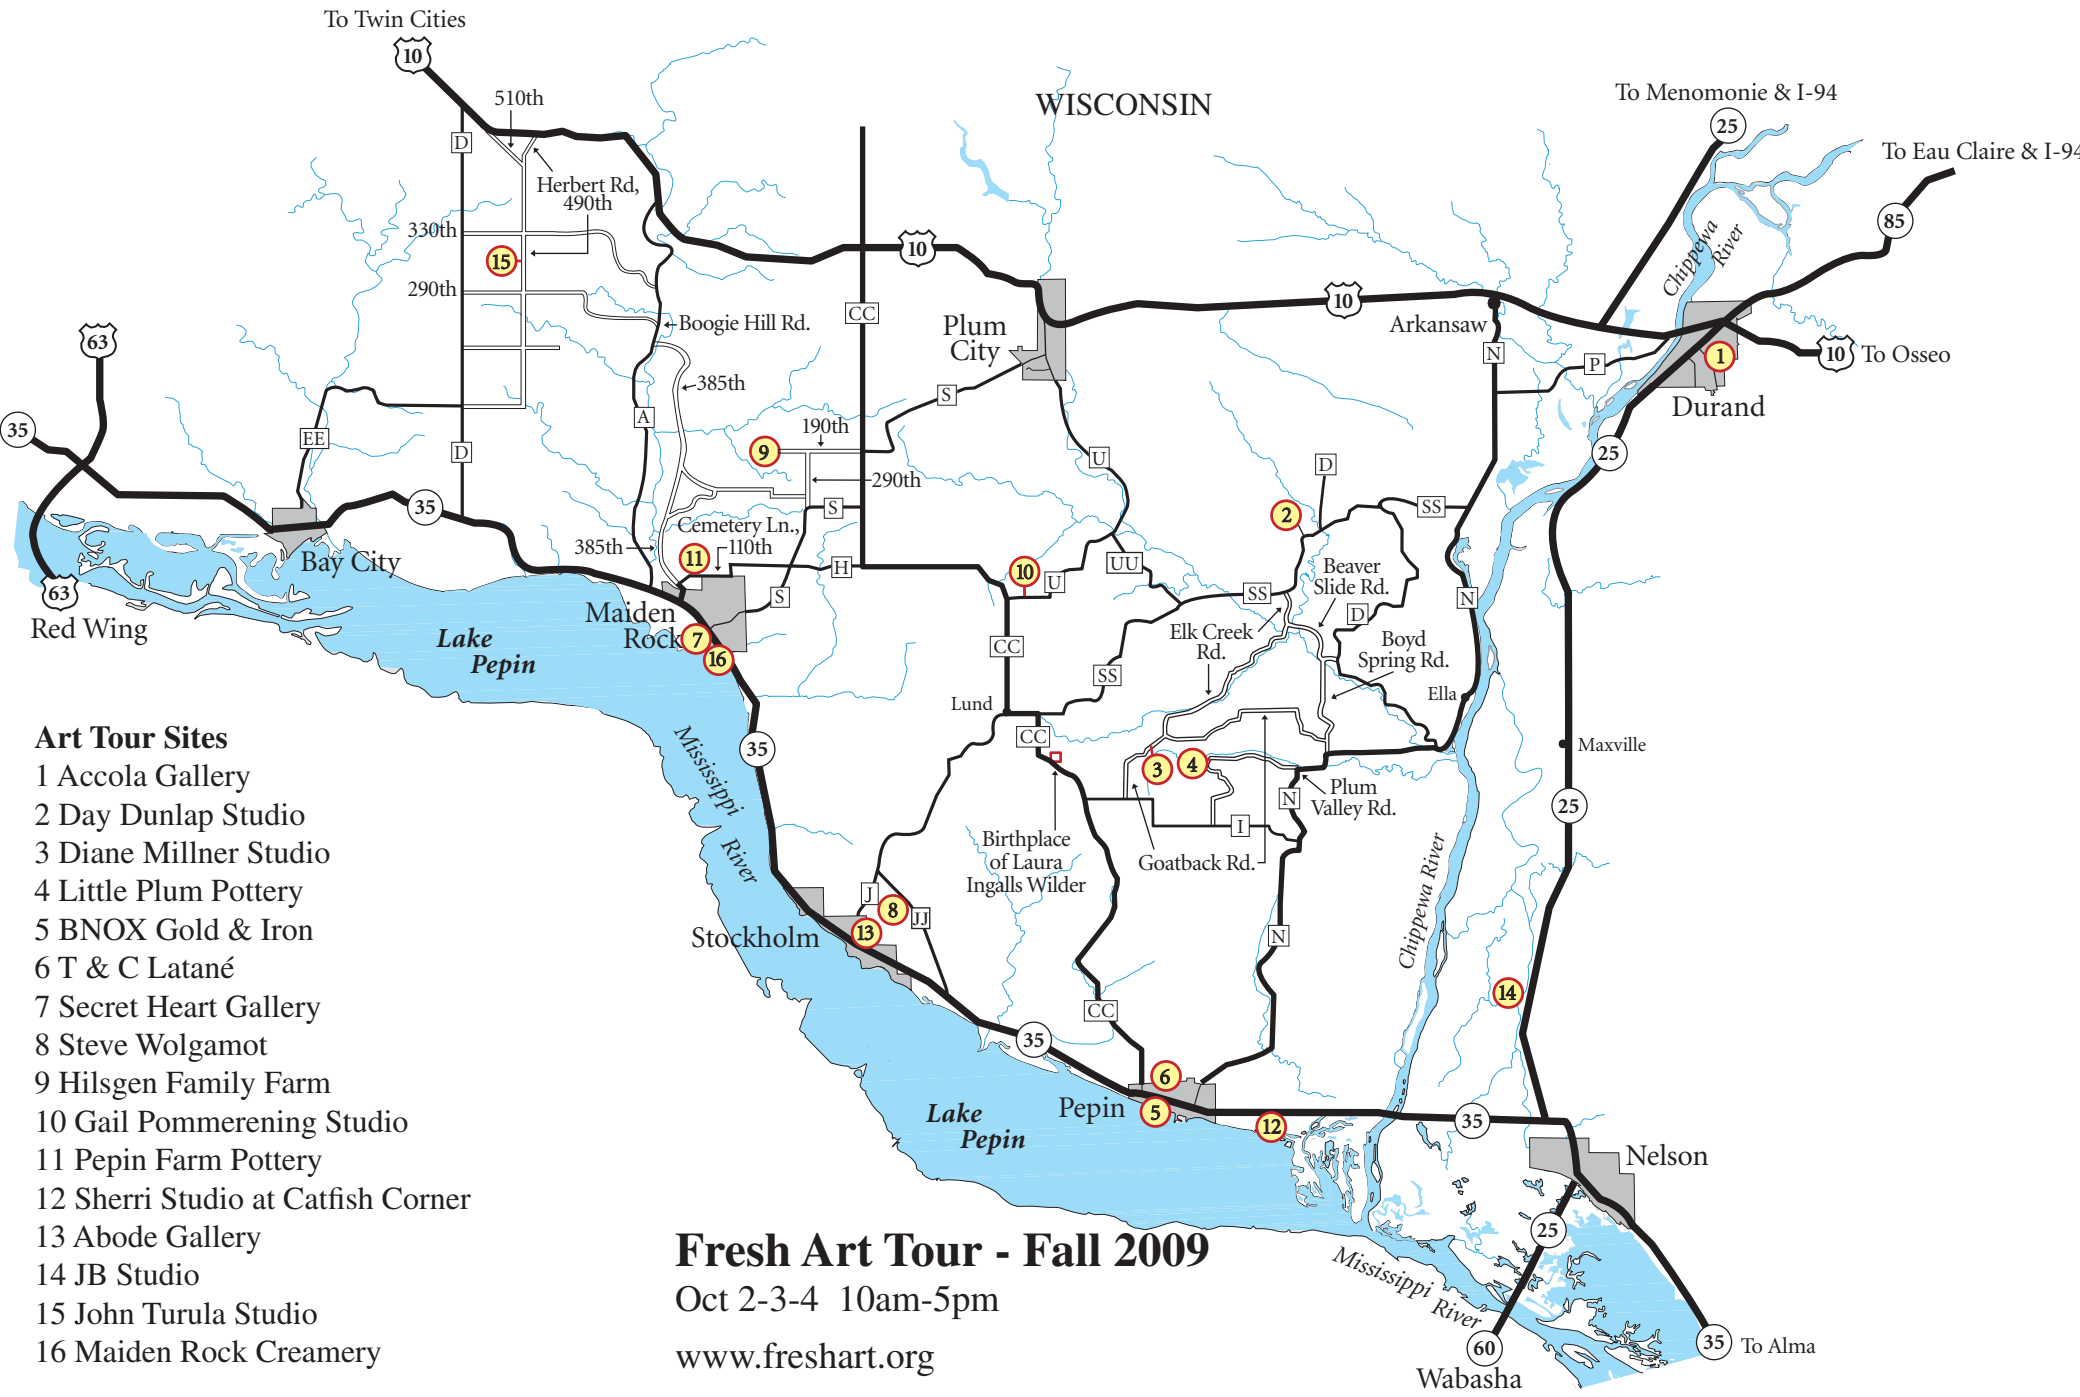 To Twin Cities
10
510th
D
WISCONSIN
To Menomonie & I-94
25
To Eau Claire & I-94
85
Herbert Rd,
490th
330th
15
10
Chippewa
River
290th
CC
10
Boogie Hill Rd.
Plum
City
Arkansaw
N
P
1
10
To Osseo
63
385th
S
Durand
35
EE
A
190th
D
9
U
25
290th
D
35
S
2
SS
Cemetery Ln.,
110th
385th
11
Bay City
H
10
U
UU
Beaver
Slide Rd.
63
S
SS
D
N
Red Wing
Maiden
Rock
7
16
Lake
Pepin
CC
Elk Creek
Rd.
Boyd
Spring Rd.
SS
Ella
Lund
CC
35
Mississippi
River
Maxville
3
4
Plum
Valley Rd.
N
25
I
Birthplace
of Laura
Ingalls Wilder
Goatback Rd.
Chippewa River
J
8
JJ
13
Stockholm
N
14
CC
35
6
Pepin
5
12
35
Lake
Pepin
Nelson
25
Mississippi
River
60
Wabasha
35
To Alma
Art Tour Sites
1 Accola Gallery
2 Day Dunlap Studio
3 Diane Millner Studio
4 Little Plum Pottery
5 BNOX Gold & Iron
6 T & C Latané
7 Secret Heart Gallery
8 Steve Wolgamot
9 Hilsgen Family Farm
10 Gail Pommerening Studio
11 Pepin Farm Pottery
12 Sherri Studio at Catfish Corner
13 Abode Gallery
14 JB Studio
15 John Turula Studio
16 Maiden Rock Creamery
Fresh Art Tour - Fall 2009
Oct 2-3-4 10am-5pm
www.freshart.org